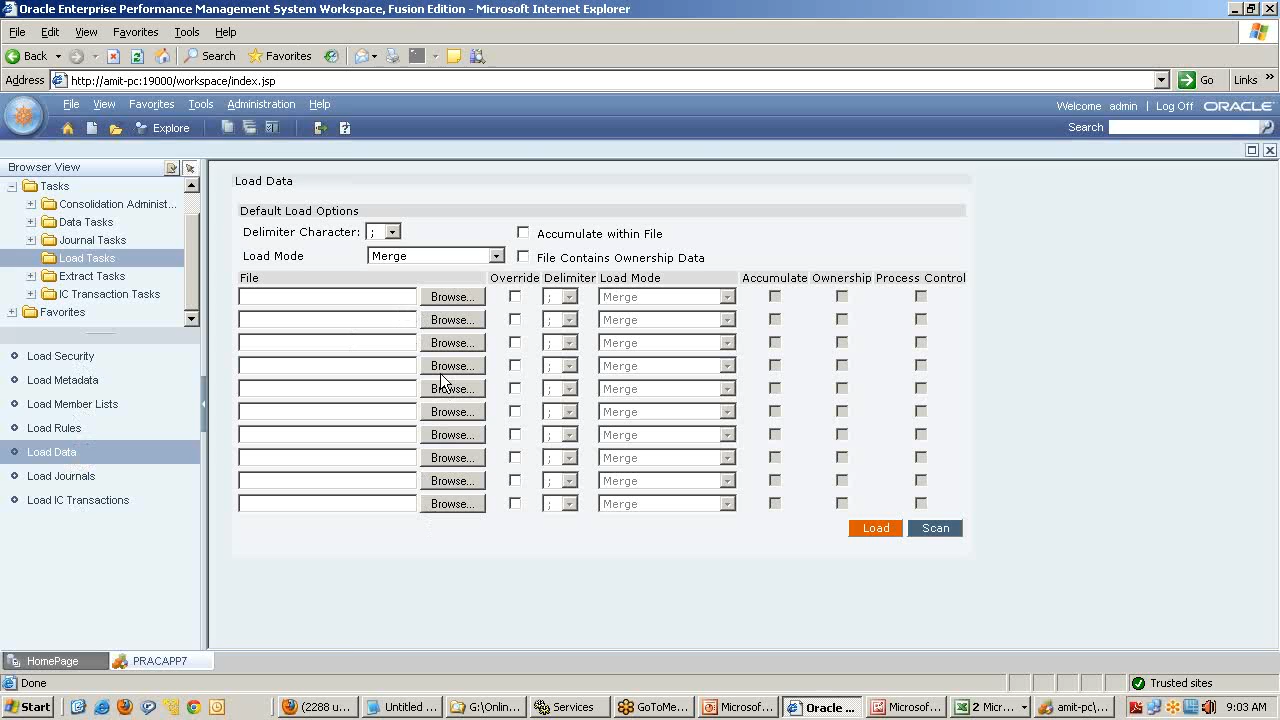 Oracle Enterprise Performance Management System Workspace, Fusion Edition - Microsoft Internet Explorer
File Edit View Favorites Tools Help
Back Search Favorites
Address http://amit-pc:19000/workspace/index.jsp Go Links »
File View Favorites Tools Administration Help Welcome admin | Log Off ORACLE
Explore Search
Browser View
Tasks
Consolidation Administ...
Data Tasks
Journal Tasks
Load Tasks
Extract Tasks
IC Transaction Tasks
Favorites
Load Security
Load Metadata
Load Member Lists
Load Rules
Load Data
Load Journals
Load IC Transactions
Load Data
Default Load Options
Delimiter Character: ; Accumulate within File
Load Mode Merge File Contains Ownership Data
File Override Delimiter Load Mode Accumulate Ownership Process Control
Browse... ; Merge
Browse... ; Merge
Browse... ; Merge
Browse... ; Merge
Browse... ; Merge
Browse... ; Merge
Browse... ; Merge
Browse... ; Merge
Browse... ; Merge
Browse... ; Merge
Load Scan
HomePage PRACAPP7
Done Trusted sites
Start (2288 u... Untitled ... G:\Onlin... Services GoToMe... Microsof... Oracle ... Microsof... 2 Micro... amit-pc\... 9:03 AM